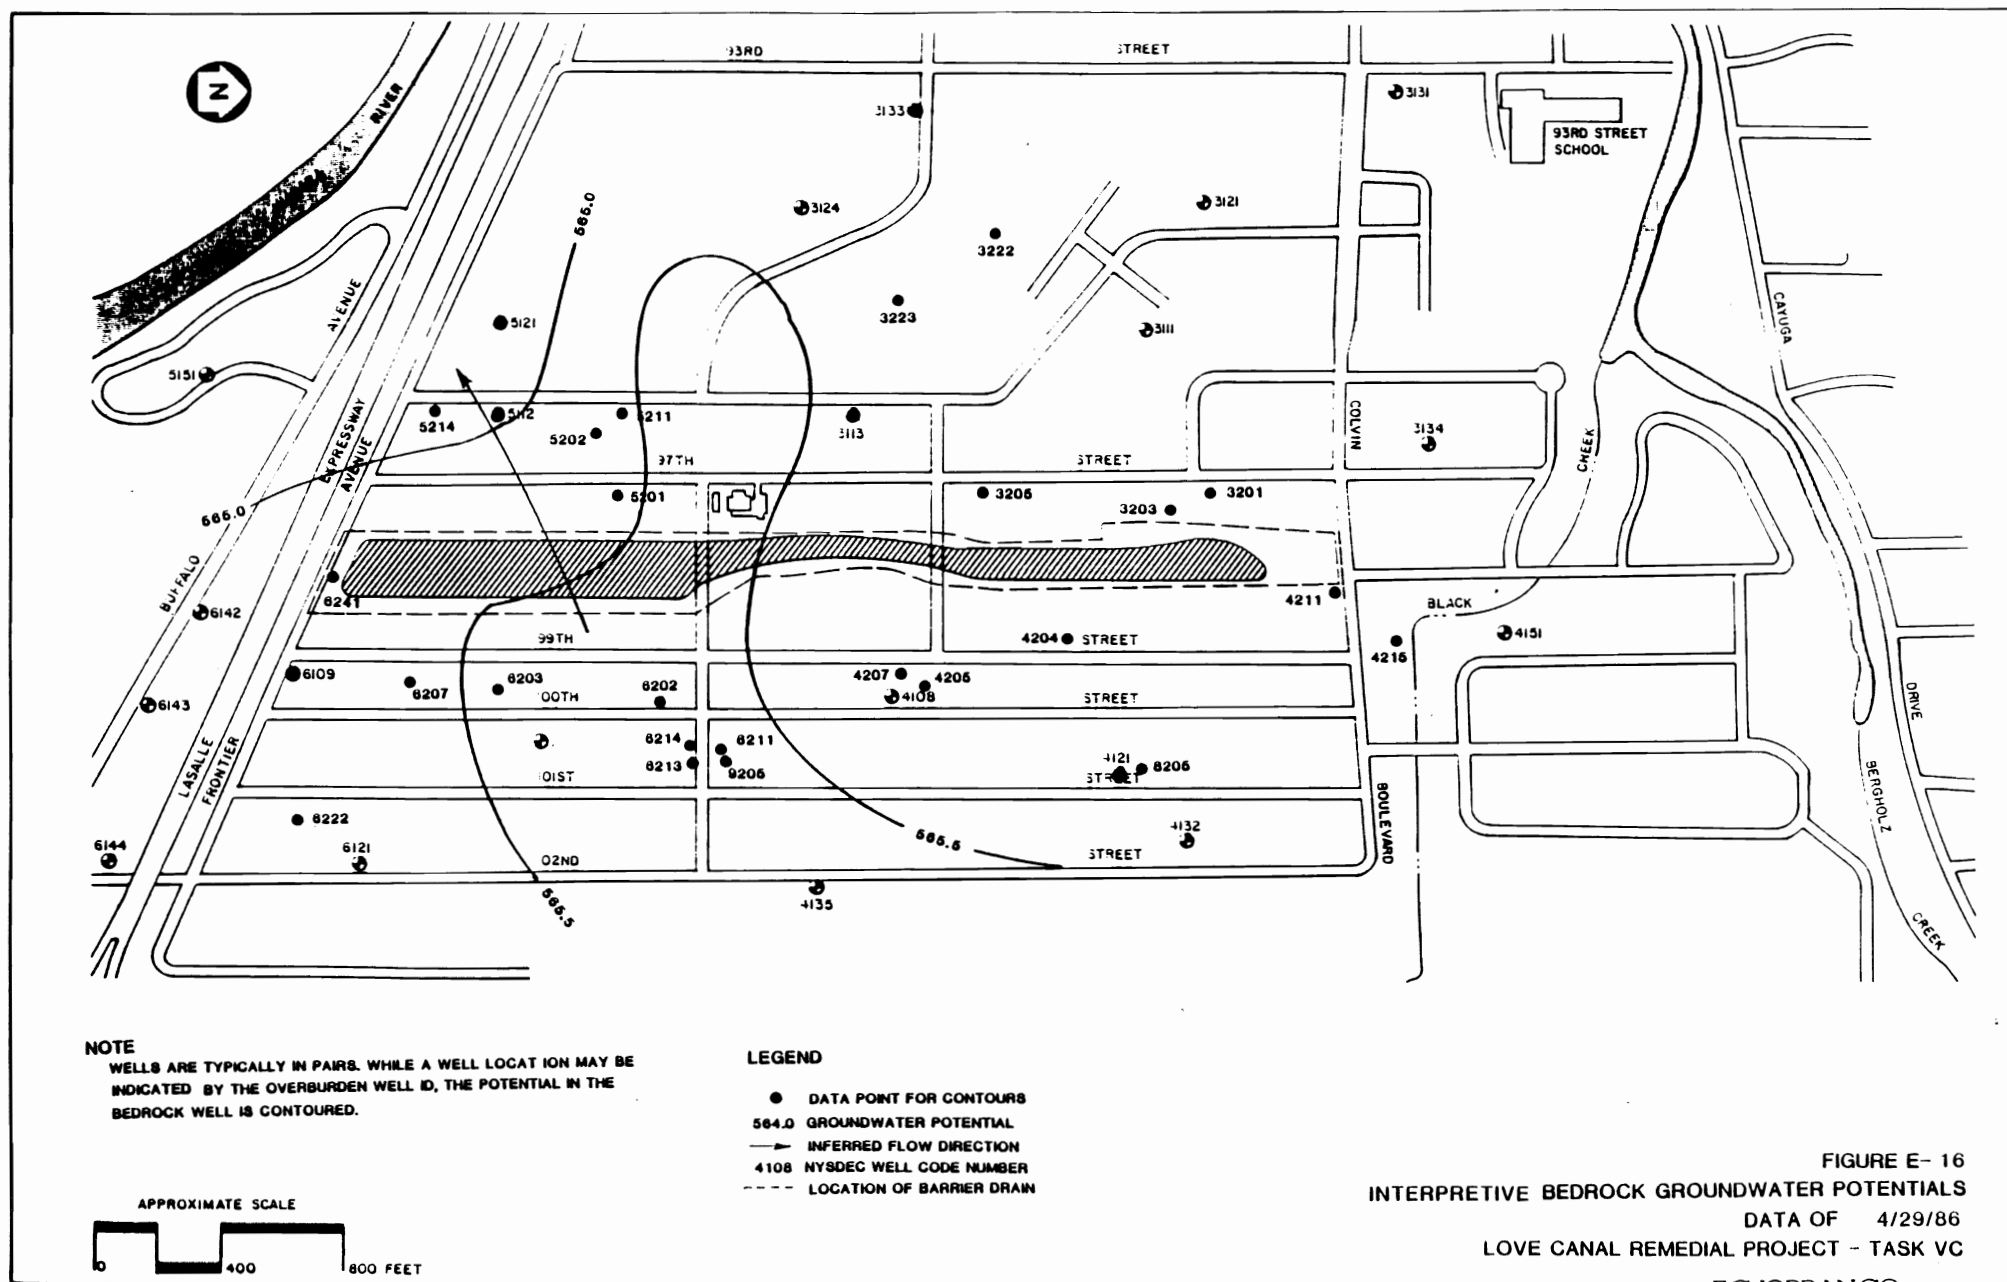 93RD STREET
N
RIVER
3133
3131
93RD STREET
SCHOOL
3124
3121
565.0
3222
AVENUE
5121
3223
3111
CAYUGA
5151
5214
5112
5211
5202
3113
COLVIN
3134
EXPRESSWAY
AVENUE
97TH STREET
CREEK
5201
3205
3201
3203
565.0
BUFFALO
6241
6142
4211
BLACK
99TH
4204
STREET
4215
4151
6109
6207
6203
6202
4207
4205
4108
00TH STREET
6143
DRIVE
LASALLE
FRONTIER
6214
6211
6213
9205
4121
8205
01ST STREET
BERGHOLZ
BOULEVARD
6222
6144
6121
565.5
4132
02ND STREET
565.5
4135
CREEK
NOTE
WELLS ARE TYPICALLY IN PAIRS. WHILE A WELL LOCAT ION MAY BE
INDICATED BY THE OVERBURDEN WELL ID, THE POTENTIAL IN THE
BEDROCK WELL IS CONTOURED.
LEGEND
DATA POINT FOR CONTOURS
564.0 GROUNDWATER POTENTIAL
INFERRED FLOW DIRECTION
4108 NYSDEC WELL CODE NUMBER
LOCATION OF BARRIER DRAIN
APPROXIMATE SCALE
0 400 800 FEET
FIGURE E- 16
INTERPRETIVE BEDROCK GROUNDWATER POTENTIALS
DATA OF 4/29/86
LOVE CANAL REMEDIAL PROJECT - TASK VC